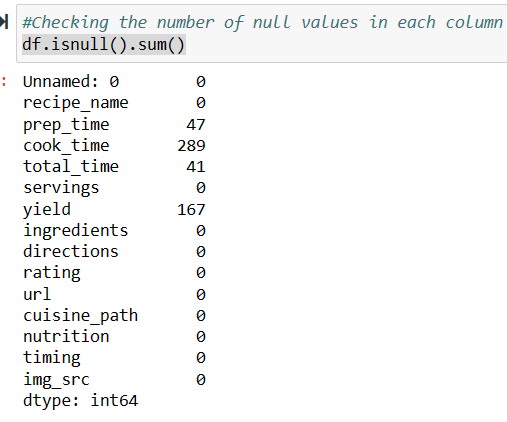 #Checking the number of null values in each column
df.isnull().sum()
: Unnamed: 0 0
recipe_name 0
prep_time 47
cook_time 289
total_time 41
servings 0
yield 167
ingredients 0
directions 0
rating 0
url 0
cuisine_path 0
nutrition 0
timing 0
img_src 0
dtype: int64